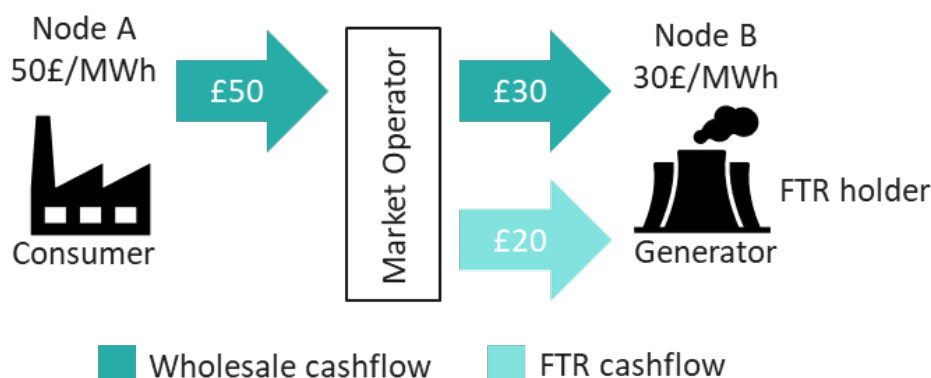 Node A
50£/MWh
£50
Consumer
Market Operator
£30
£20
Node B
30£/MWh
FTR holder
Generator
Wholesale cashflow
FTR cashflow